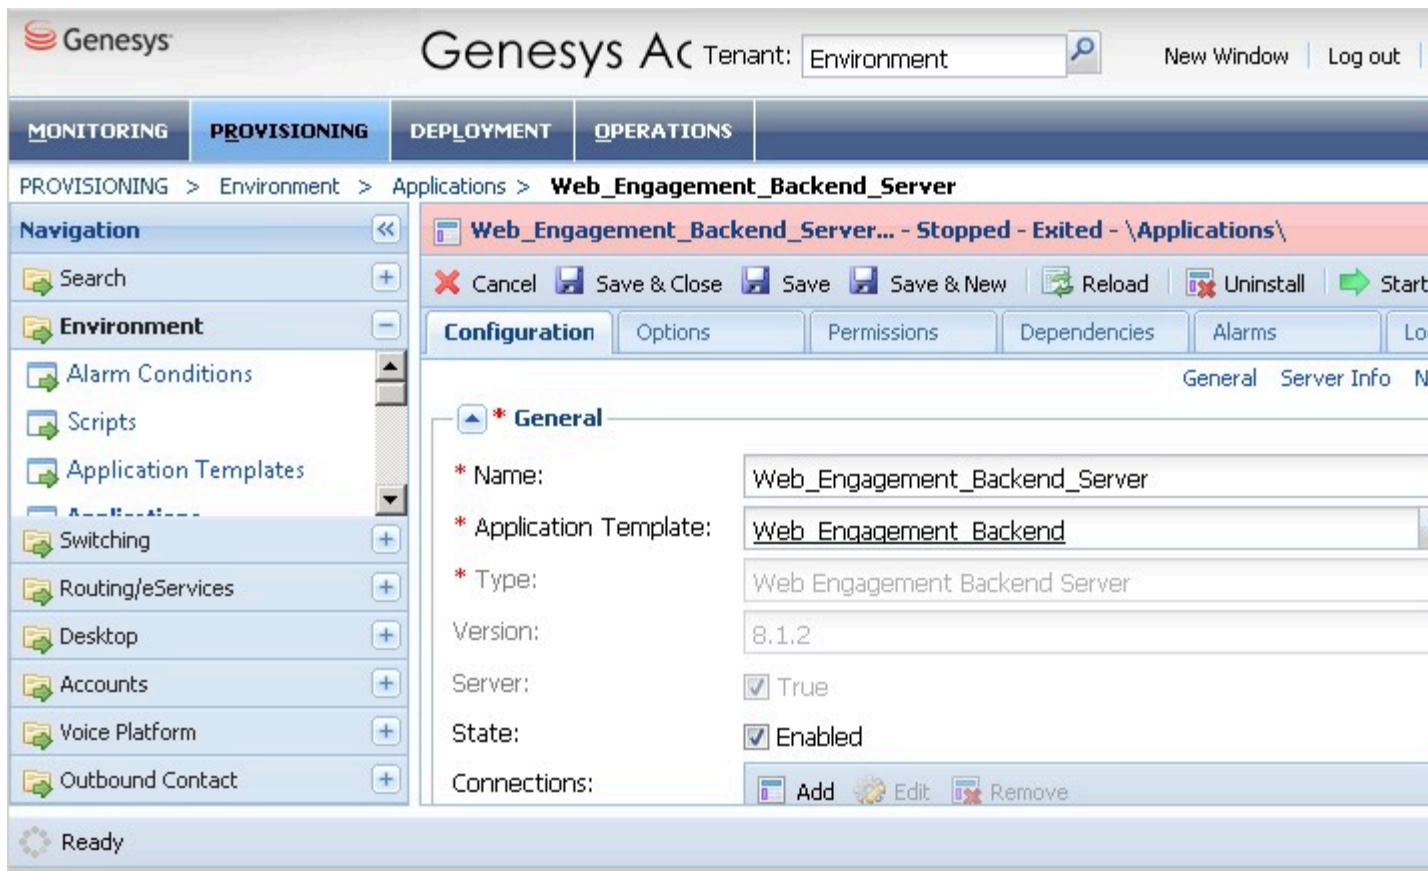 Genesys
Genesys Ac Tenant: Environment New Window Log out
MONITORING PROVISIONING DEPLOYMENT OPERATIONS
PROVISIONING > Environment > Applications > Web_Engagement_Backend_Server
Navigation
Web_Engagement_Backend_Server... - Stopped - Exited - \Applications\
Search
Cancel Save & Close Save Save & New Reload Uninstall Start
Environment
Configuration Options Permissions Dependencies Alarms Lo
Alarm Conditions
General Server Info N
Scripts
* General
Application Templates
* Name: Web_Engagement_Backend_Server
Applications
* Application Template: Web_Engagement_Backend
Switching
* Type: Web Engagement Backend Server
Routing/eServices
Version: 8.1.2
Desktop
Server: True
Accounts
State: Enabled
Voice Platform
Connections: Add Edit Remove
Outbound Contact
Ready